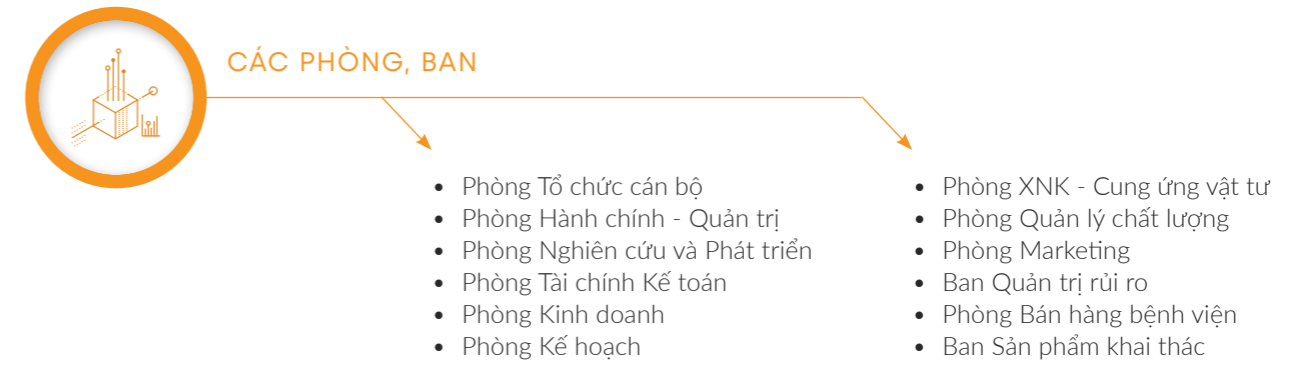 CÁC PHÒNG, BAN
Phòng Tổ chức cán bộ
Phòng Hành chính - Quản trị
Phòng Nghiên cứu và Phát triển
Phòng Tài chính Kế toán
Phòng Kinh doanh
Phòng Kế hoạch
Phòng XNK - Cung ứng vật tư
Phòng Quản lý chất lượng
Phòng Marketing
Ban Quản trị rủi ro
Phòng Bán hàng bệnh viện
Ban Sản phẩm khai thác